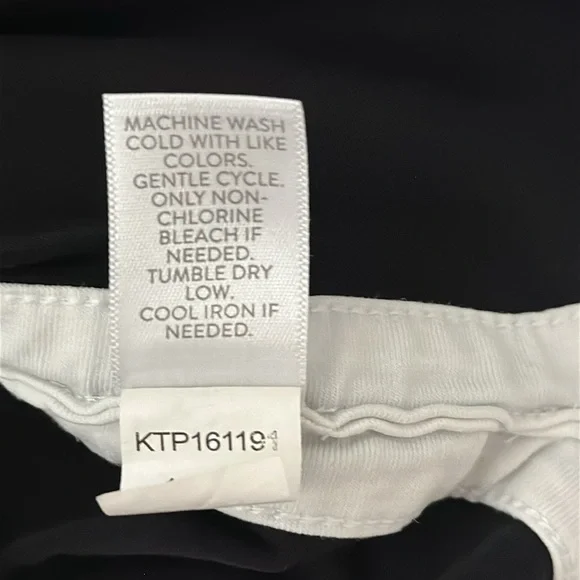 MACHINE WASH
COLD WITH LIKE
COLORS.
GENTLE CYCLE.
ONLY NON-
CHLORINE
BLEACH IF
NEEDED.
TUMBLE DRY
LOW.
COOL IRON IF
NEEDED.
KTP16119